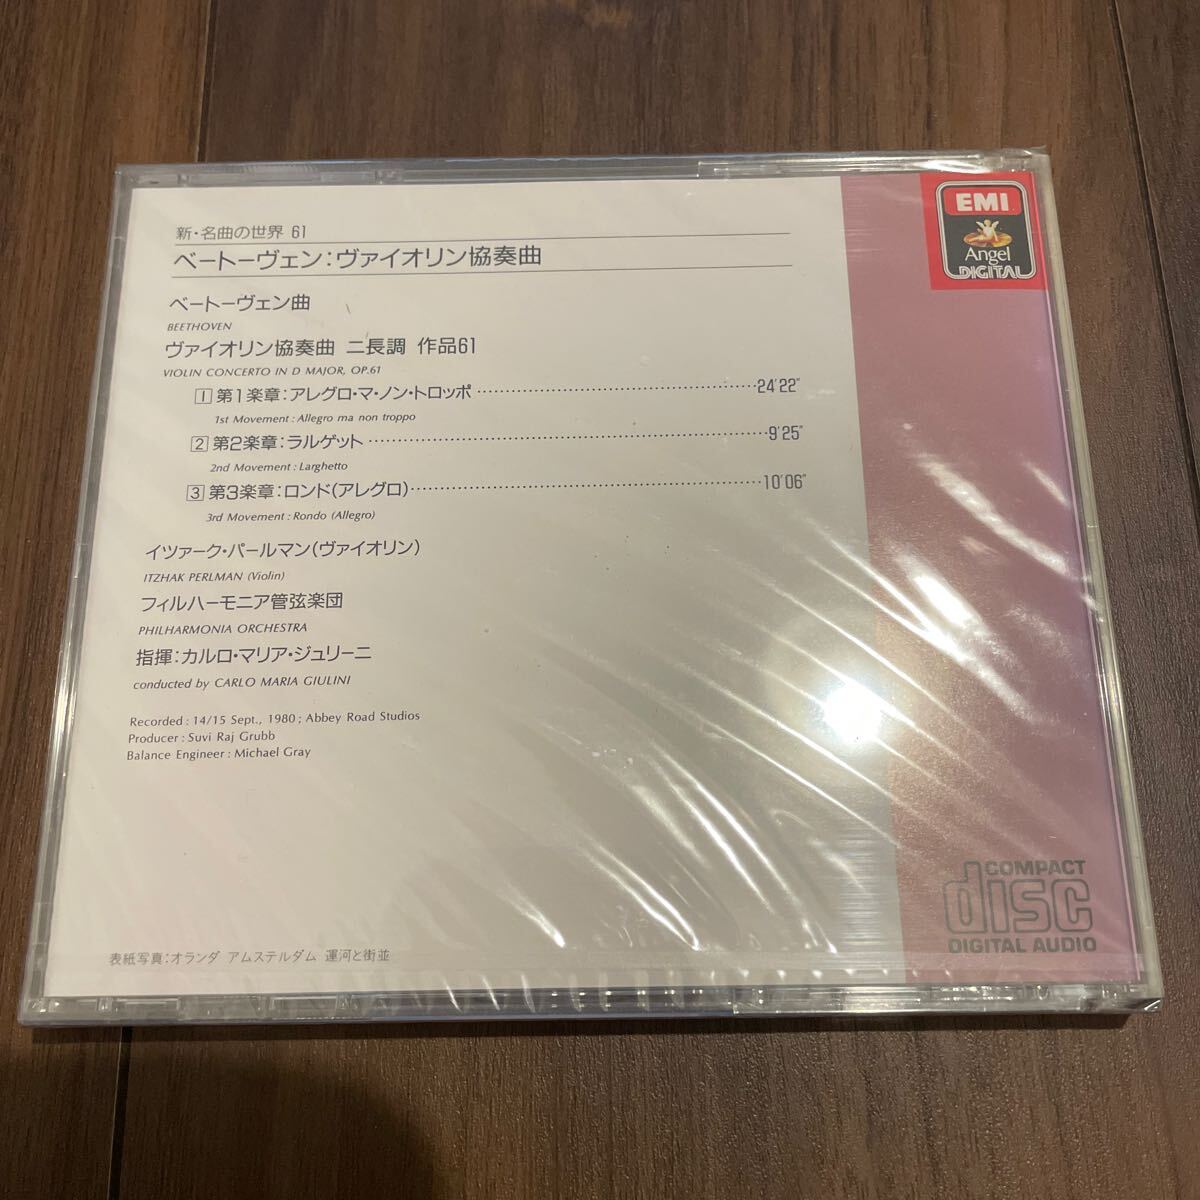 新・名曲の世界 61
ベートーヴェン:ヴァイオリン協奏曲
EMI
Angel
DIGITAL
ベートーヴェン曲
BEETHOVEN
ヴァイオリン協奏曲 ニ長調 作品61
VIOLIN CONCERTO IN D MAJOR, OP.61
1 第1楽章:アレグロ・マ・ノン・トロッポ 24'22"
1st Movement : Allegro ma non troppo
2 第2楽章:ラルゲット 9'25"
2nd Movement : Larghetto
3 第3楽章:ロンド(アレグロ) 10'06"
3rd Movement : Rondo (Allegro)
イツァーク・パールマン(ヴァイオリン)
ITZHAK PERLMAN (Violin)
フィルハーモニア管弦楽団
PHILHARMONIA ORCHESTRA
指揮:カルロ・マリア・ジュリーニ
conducted by CARLO MARIA GIULINI
Recorded : 14/15 Sept., 1980 ; Abbey Road Studios
Producer : Suvi Raj Grubb
Balance Engineer : Michael Gray
COMPACT
disc
DIGITAL AUDIO
表紙写真:オランダ アムステルダム 運河と街並